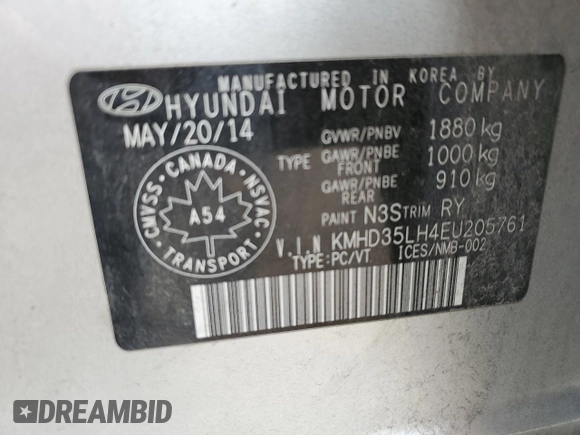 MANUFACTURED IN KOREA BY
HYUNDAI MOTOR COMPANY
MAY/20/14
GVWR/PNBV 1880 kg
TYPE GAWR/PNBE FRONT 1000 kg
GAWR/PNBE REAR 910 kg
PAINT N3S TRIM RY
V.I.N KMHD35LH4EU205761
TYPE:PC/VT ICES/NMB-002
CMVSS · CANADA · NSVAC
A54
TRANSPORT
DREAMBID